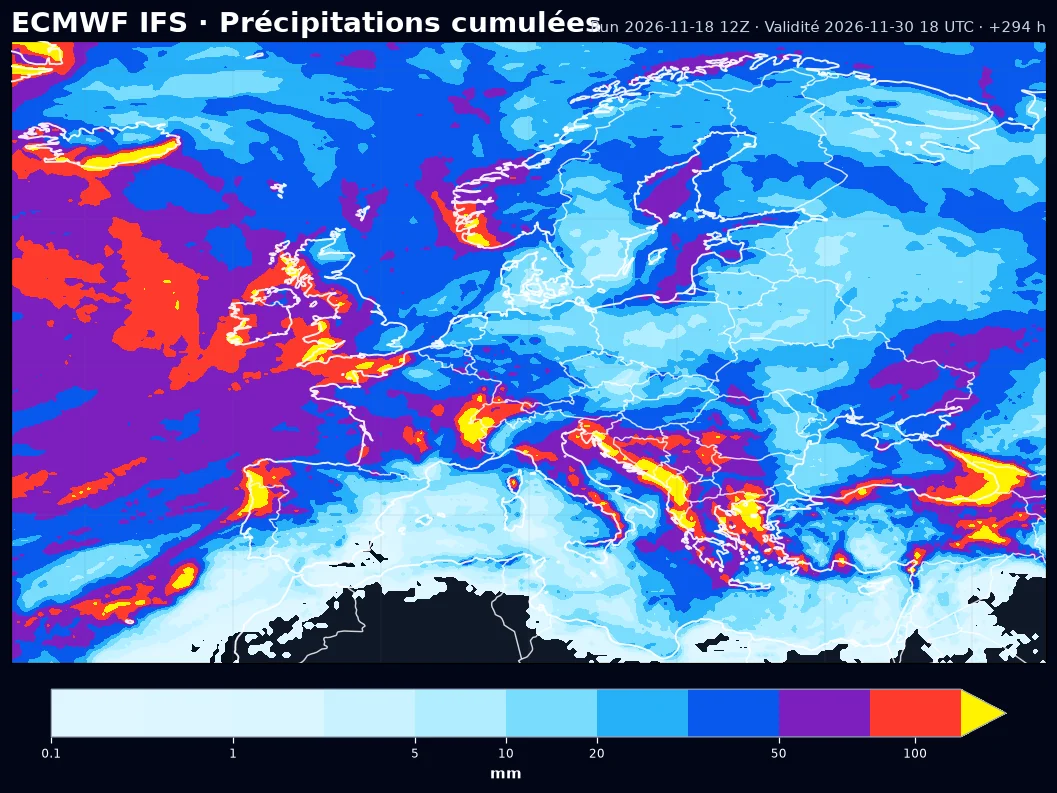 ECMWF IFS · Précipitations cumulées
Run 2026-11-18 12Z · Validité 2026-11-30 18 UTC · +294 h
0.1 1 5 10 20 50 100
mm